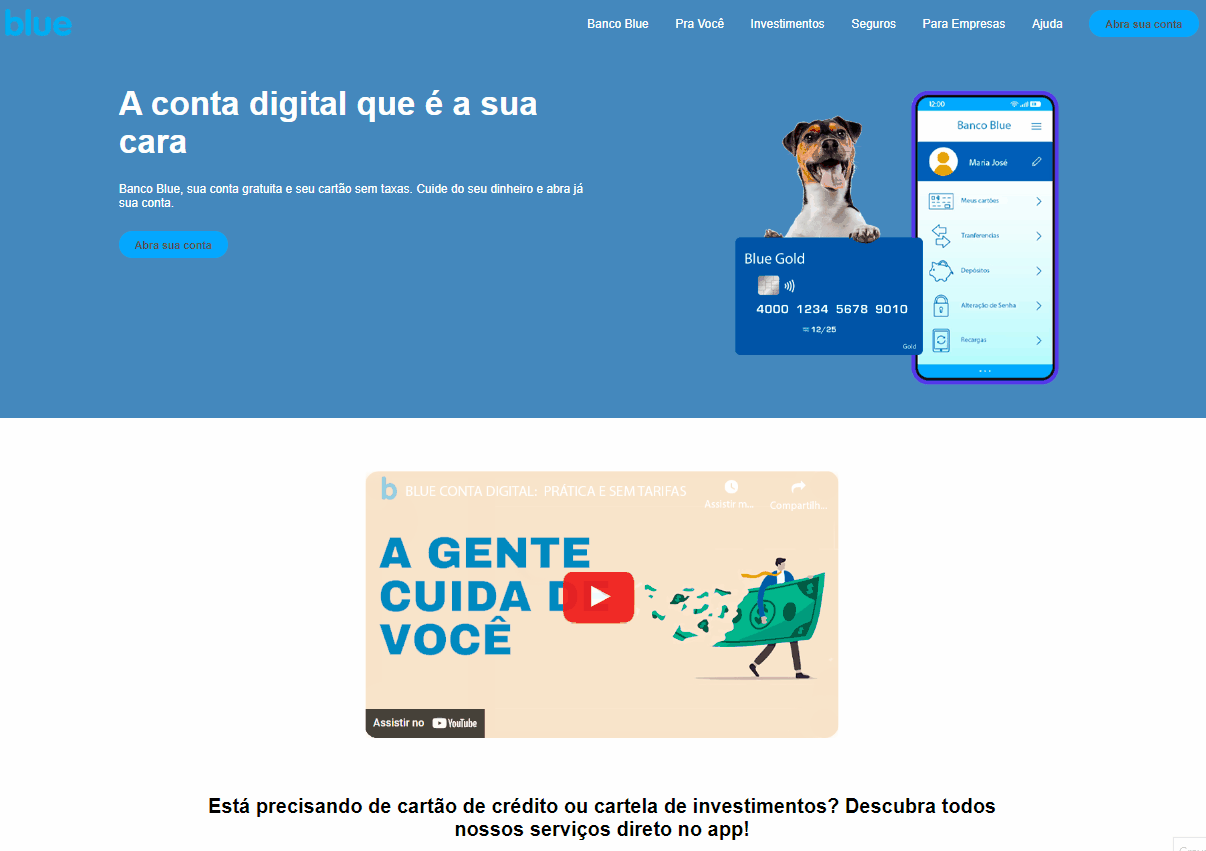 blue
Banco Blue Pra Você Investimentos Seguros Para Empresas Ajuda Abra sua conta
A conta digital que é a sua
cara
Banco Blue, sua conta gratuita e seu cartão sem taxas. Cuide do seu dinheiro e abra já
sua conta.
Abra sua conta
12:00
Banco Blue
Maria José
Meus cartões
Tranferencias
Depósitos
Alteração de Senha
Recargas
Blue Gold
4000 1234 5678 9010
12/25
Gold
b BLUE CONTA DIGITAL: PRÁTICA E SEM TARIFAS
Assistir m... Compartilh...
A GENTE
CUIDA DE
VOCÊ
Assistir no YouTube
Está precisando de cartão de crédito ou cartela de investimentos? Descubra todos
nossos serviços direto no app!